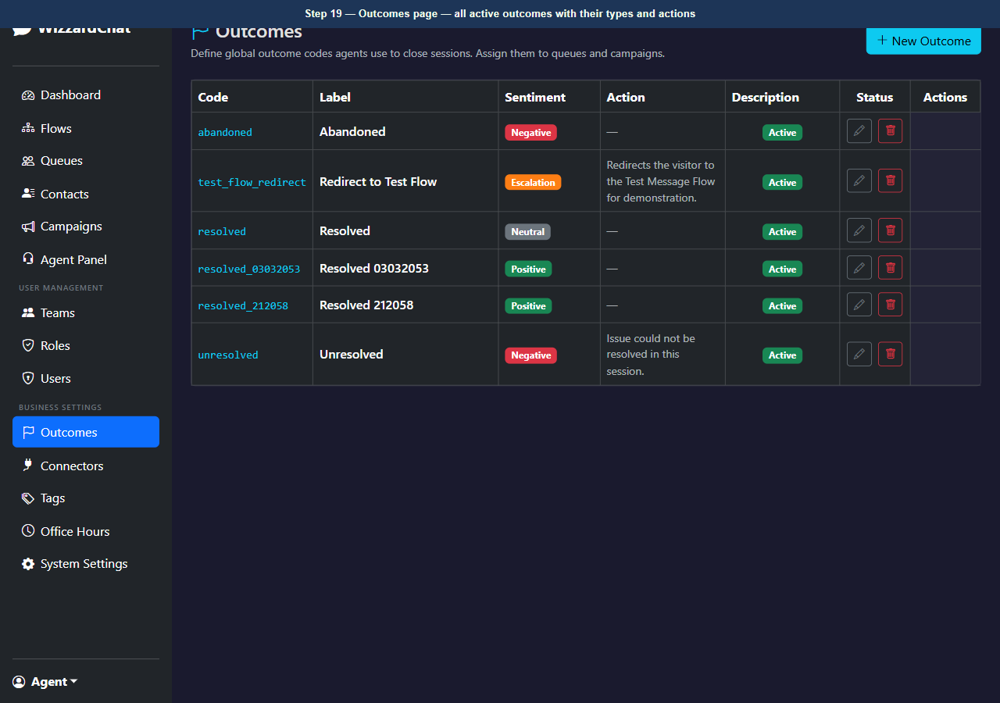 Step 19 — Outcomes page — all active outcomes with their types and actions
WizzardChat
Dashboard
Flows
Queues
Contacts
Campaigns
Agent Panel
USER MANAGEMENT
Teams
Roles
Users
BUSINESS SETTINGS
Outcomes
Connectors
Tags
Office Hours
System Settings
Agent
Outcomes
Define global outcome codes agents use to close sessions. Assign them to queues and campaigns.
+ New Outcome
Code Label Sentiment Action Description Status Actions
abandoned Abandoned Negative — Active
test_flow_redirect Redirect to Test Flow Escalation Redirects the visitor to
the Test Message Flow
for demonstration.
Active
resolved Resolved Neutral — Active
resolved_03032053 Resolved 03032053 Positive — Active
resolved_212058 Resolved 212058 Positive — Active
unresolved Unresolved Negative Issue could not be
resolved in this
session.
Active